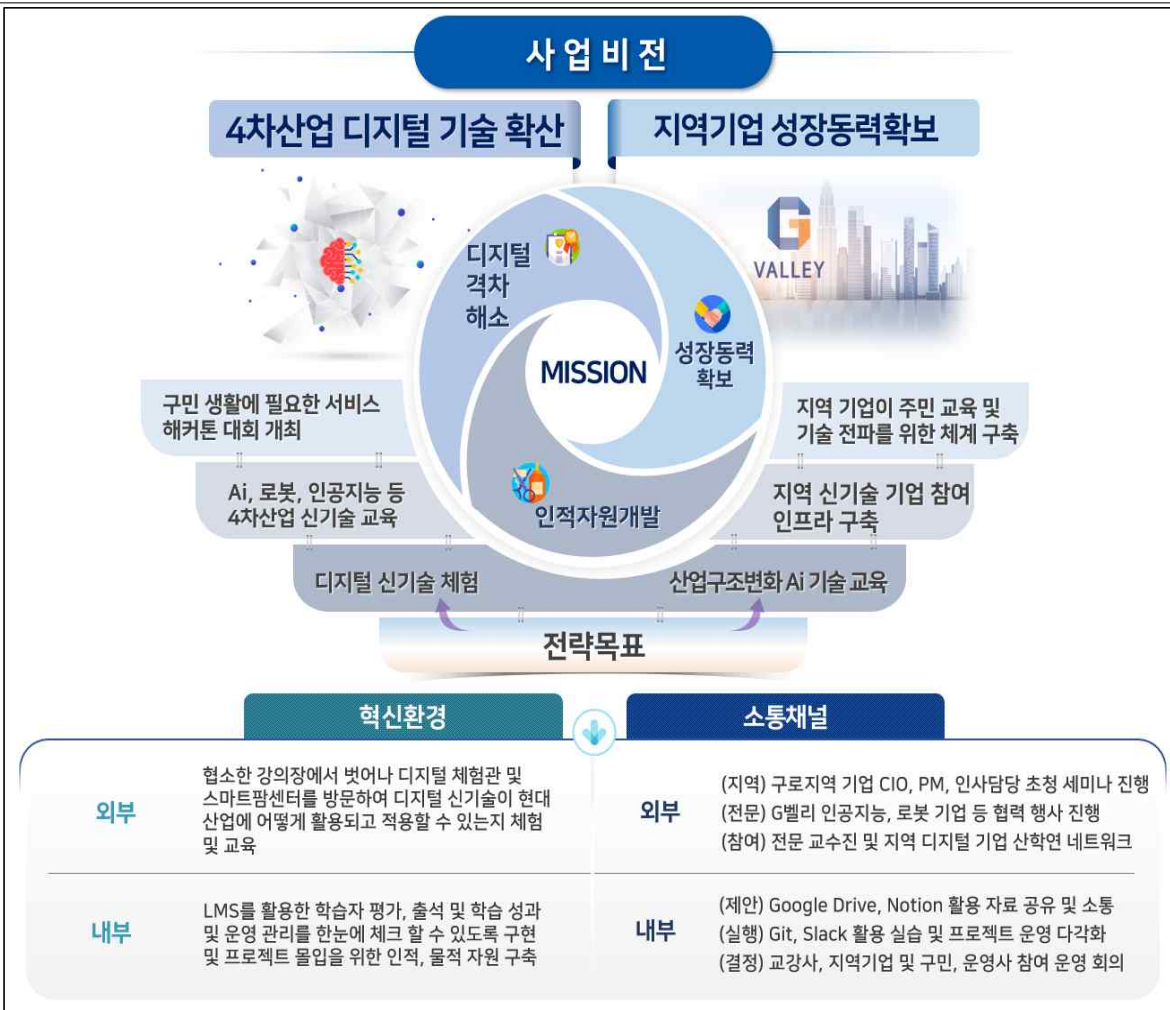 사업비전
4차산업 디지털 기술 확산
지역기업 성장동력확보
디지털
격차
해소
G
VALLEY
성장동력
확보
MISSION
인적자원개발
구민 생활에 필요한 서비스
해커톤 대회 개최
지역 기업이 주민 교육 및
기술 전파를 위한 체계 구축
Ai, 로봇, 인공지능 등
4차산업 신기술 교육
지역 신기술 기업 참여
인프라 구축
디지털 신기술 체험
산업구조변화 Ai 기술 교육
전략목표
혁신환경
외부
협소한 강의장에서 벗어나 디지털 체험관 및
스마트팜센터를 방문하여 디지털 신기술이 현대
산업에 어떻게 활용되고 적용할 수 있는지 체험
및 교육
내부
LMS를 활용한 학습자 평가, 출석 및 학습 성과
및 운영 관리를 한눈에 체크 할 수 있도록 구현
및 프로젝트 몰입을 위한 인적, 물적 자원 구축
소통채널
외부
(지역) 구로지역 기업 CIO, PM, 인사담당 초청 세미나 진행
(전문) G벨리 인공지능, 로봇 기업 등 협력 행사 진행
(참여) 전문 교수진 및 지역 디지털 기업 산학연 네트워크
내부
(제안) Google Drive, Notion 활용 자료 공유 및 소통
(실행) Git, Slack 활용 실습 및 프로젝트 운영 다각화
(결정) 교강사, 지역기업 및 구민, 운영사 참여 운영 회의